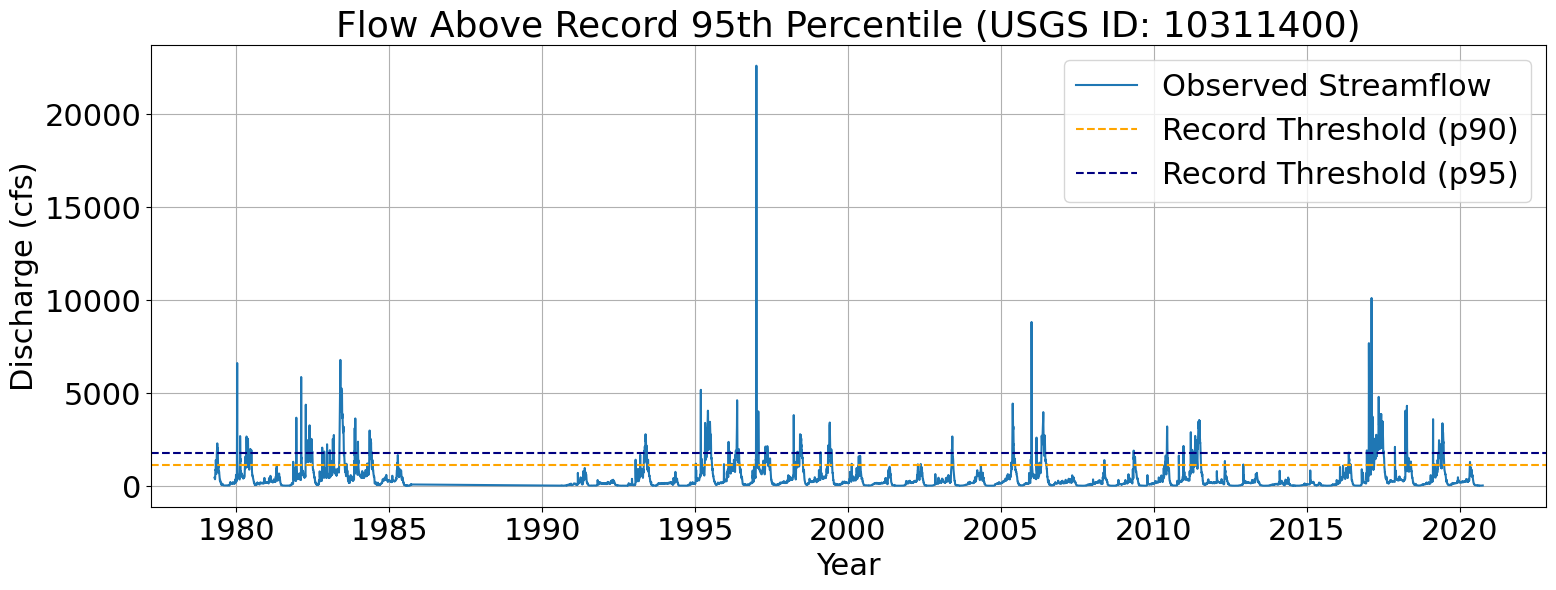 Flow Above Record 95th Percentile (USGS ID: 10311400)
Observed Streamflow
Record Threshold (p90)
Record Threshold (p95)
Discharge (cfs)
20000
15000
10000
5000
0
1980 1985 1990 1995 2000 2005 2010 2015 2020
Year